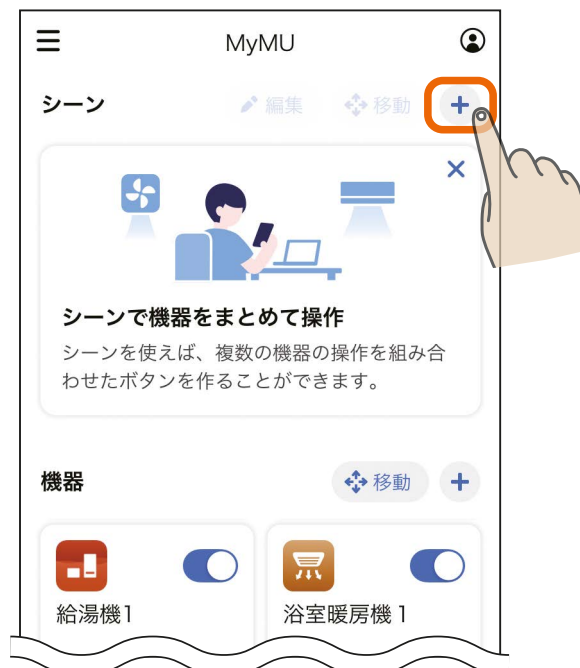 MyMU
シーン
編集
移動
シーンで機器をまとめて操作
シーンを使えば、複数の機器の操作を組み合
わせたボタンを作ることができます。
機器
移動
給湯機1
浴室暖房機 1